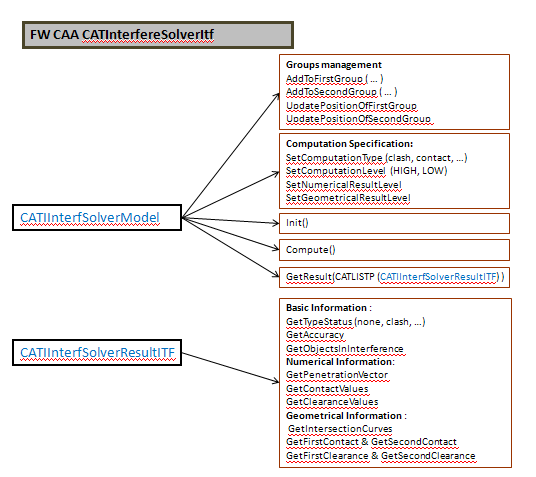 FW CAA CATInterfereSolverItf
Groups management
AddToFirstGroup ( ... )
AddToSecondGroup ( ... )
UpdatePositionOfFirstGroup
UpdatePositionOfSecondGroup
Computation Specification:
SetComputationType (clash, contact, ...)
SetComputationLevel (HIGH, LOW)
SetNumericalResultLevel
SetGeometricalResultLevel
CATIInterfSolverModel
Init()
Compute()
GetResult(CATLISTP (CATIInterfSolverResultITF) )
Basic Information :
GetTypeStatus (none, clash, ...)
GetAccuracy
GetObjectsInInterference
CATIInterfSolverResultITF
Numerical Information:
GetPenetrationVector
GetContactValues
GetClearanceValues
Geometrical Information :
GetIntersectionCurves
GetFirstContact & GetSecondContact
GetFirstClearance & GetSecondClearance